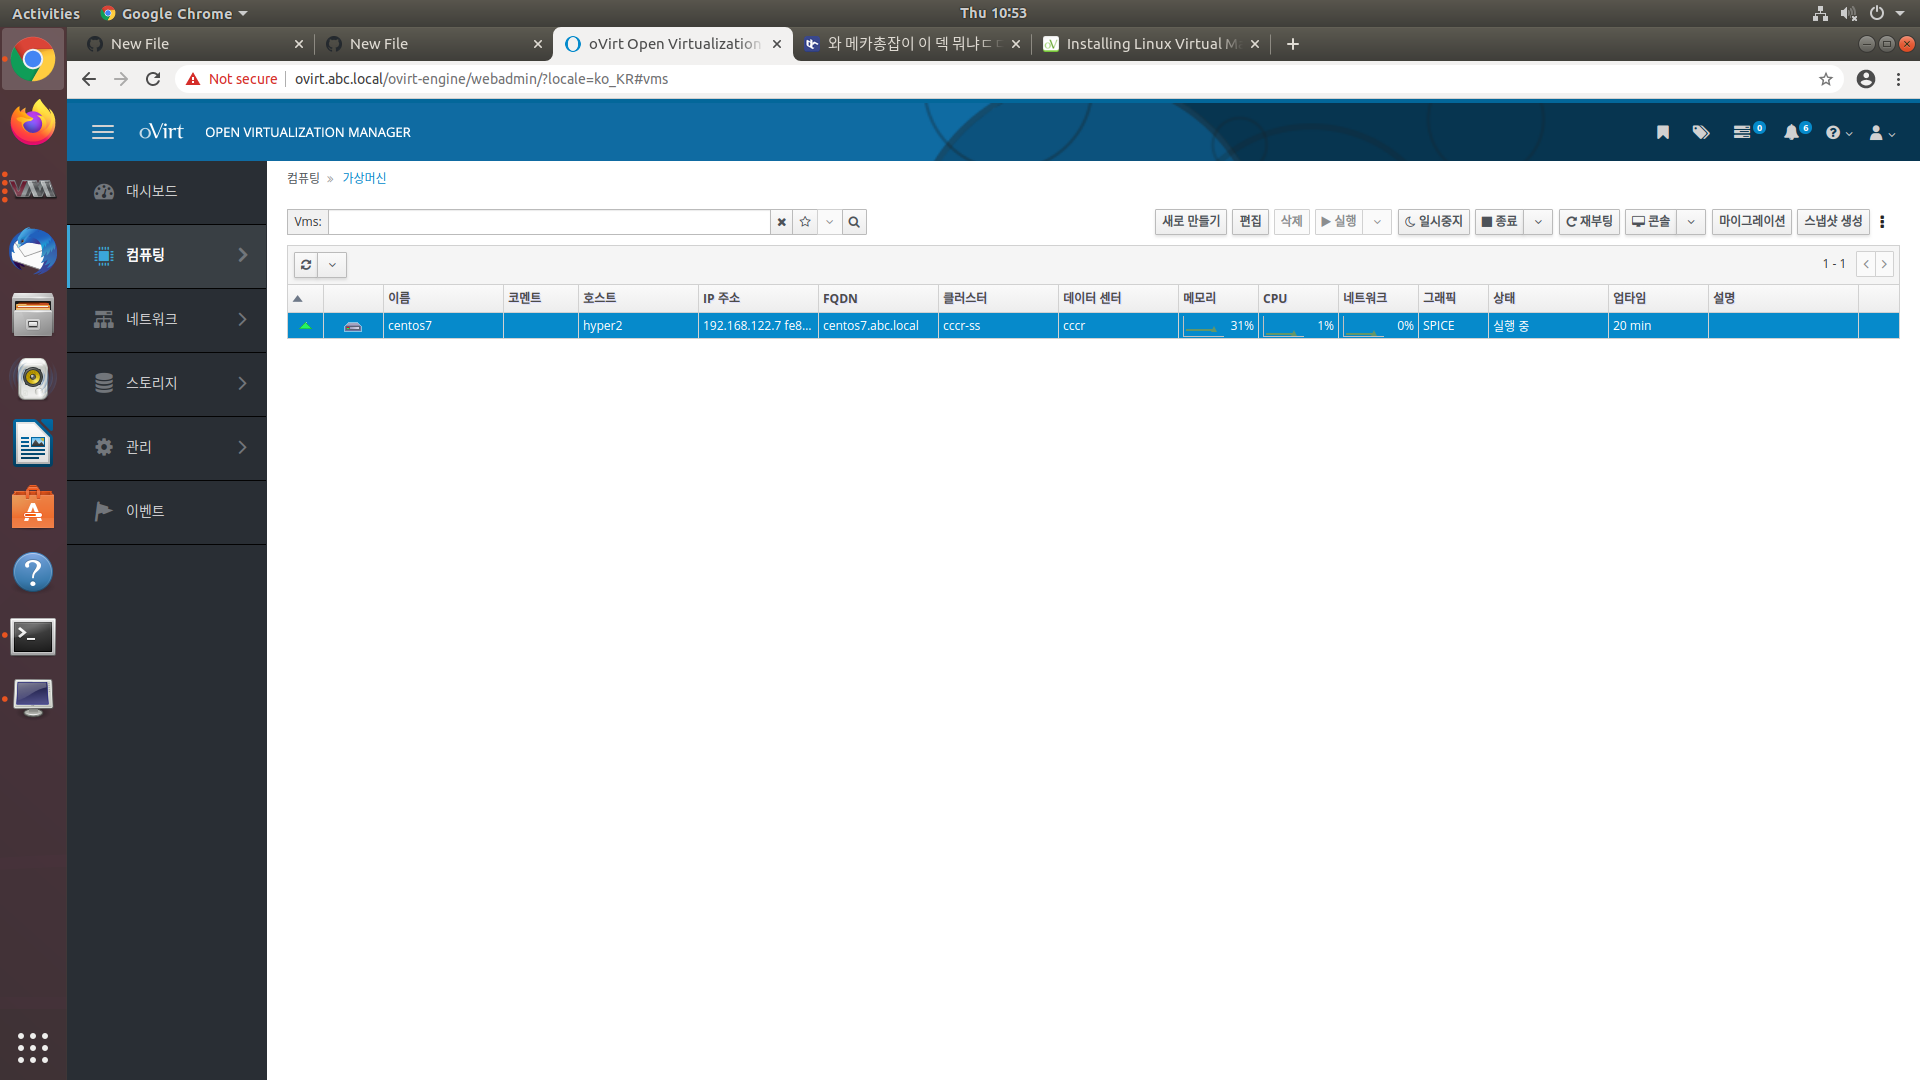 Activities
Google Chrome
Thu 10:53
New File
New File
oVirt Open Virtualization
와 메카총잡이 이 덱 뭐냐ㄷ
Installing Linux Virtual Ma
Not secure
ovirt.abc.local/ovirt-engine/webadmin/?locale=ko_KR#vms
oVirt
OPEN VIRTUALIZATION MANAGER
0
6
대시보드
컴퓨팅
네트워크
스토리지
관리
이벤트
컴퓨팅 » 가상머신
Vms:
새로 만들기
편집
삭제
실행
일시중지
종료
재부팅
콘솔
마이그레이션
스냅샷 생성
1 - 1
이름 코멘트 호스트 IP 주소 FQDN 클러스터 데이터 센터 메모리 CPU 네트워크 그래픽 상태 업타임 설명
centos7 hyper2 192.168.122.7 fe8... centos7.abc.local cccr-ss cccr 31% 1% 0% SPICE 실행 중 20 min